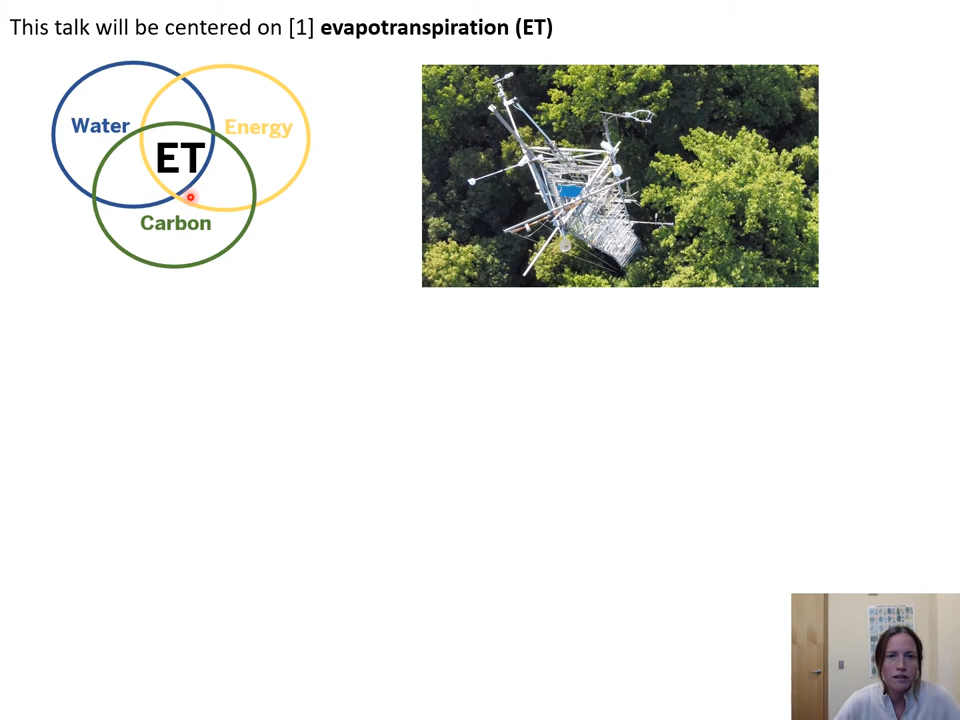 This talk will be centered on [1] evapotranspiration (ET)
Water
Energy
ET
Carbon